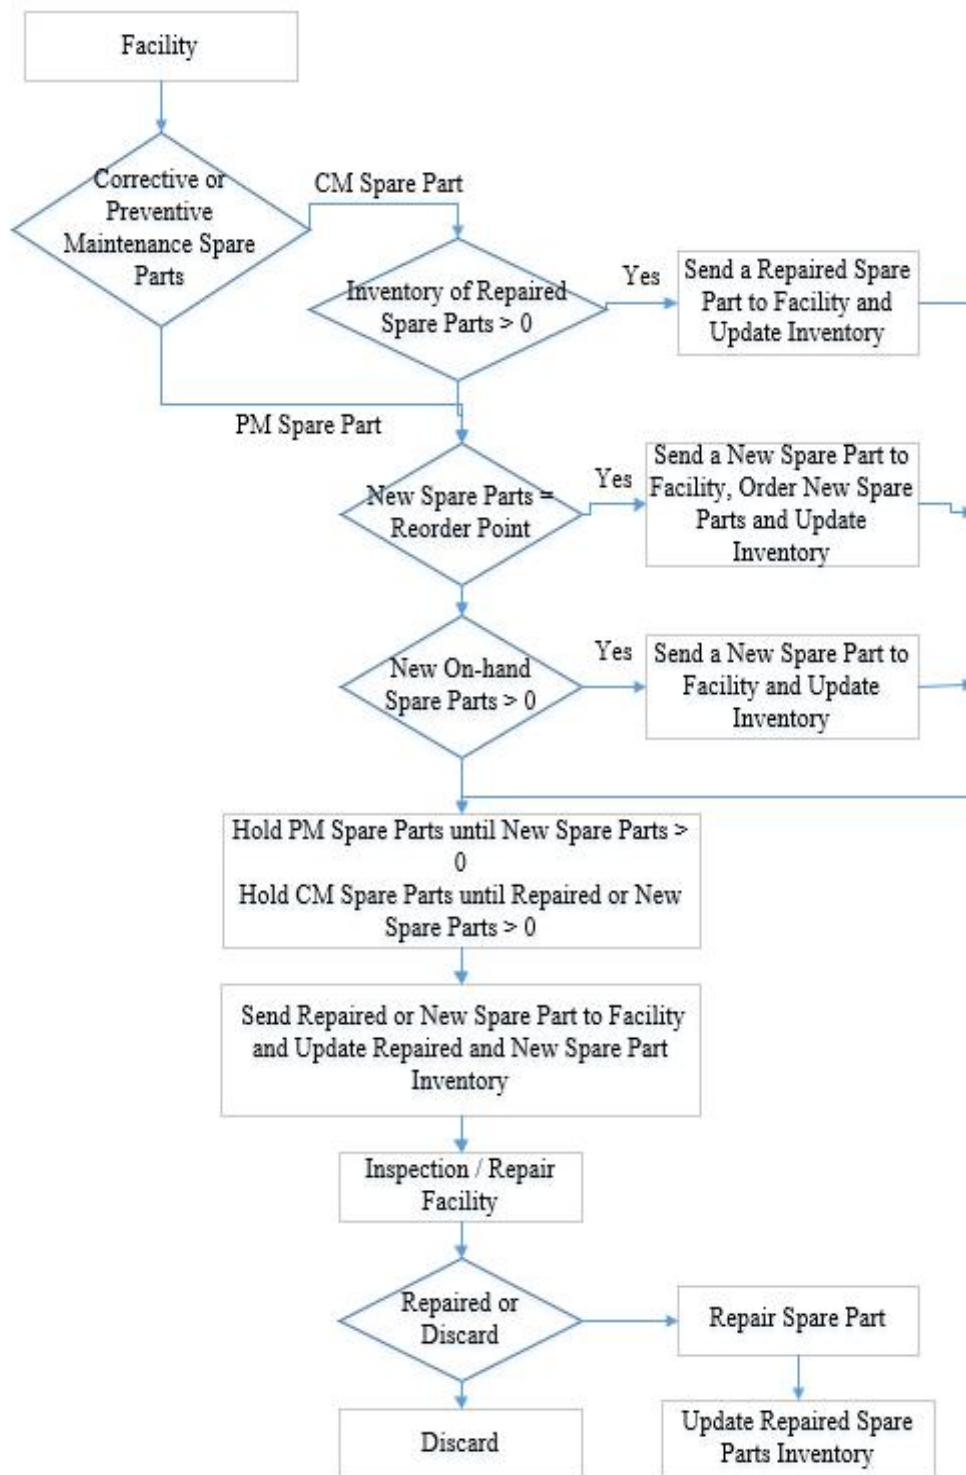 Facility
Corrective or
Preventive
Maintenance Spare
Parts
CM Spare Part
Inventory of Repaired
Spare Parts > 0
Yes
Send a Repaired Spare
Part to Facility and
Update Inventory
PM Spare Part
New Spare Parts =
Reorder Point
Yes
Send a New Spare Part to
Facility, Order New Spare
Parts and Update
Inventory
New On-hand
Spare Parts > 0
Yes
Send a New Spare Part to
Facility and Update
Inventory
Hold PM Spare Parts until New Spare Parts >
0
Hold CM Spare Parts until Repaired or New
Spare Parts > 0
Send Repaired or New Spare Part to Facility
and Update Repaired and New Spare Part
Inventory
Inspection / Repair
Facility
Repaired or
Discard
Repair Spare Part
Discard
Update Repaired Spare
Parts Inventory